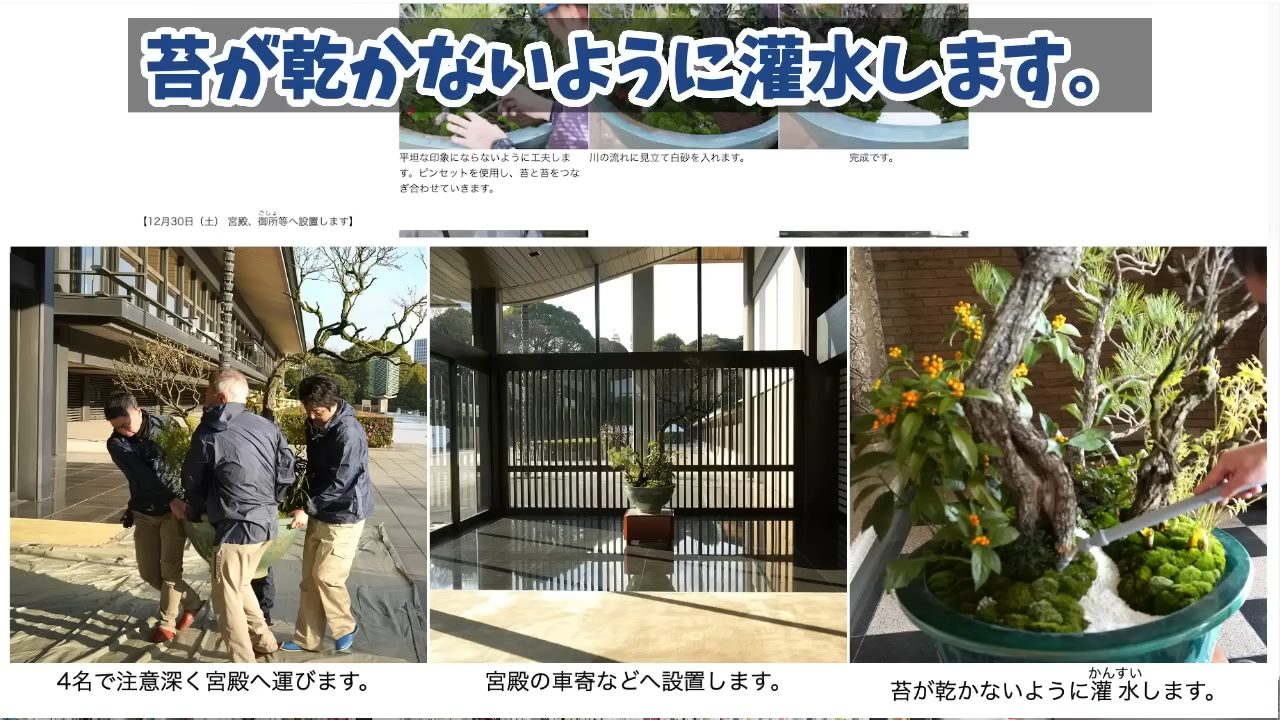 苔が乾かないように灌水します。
平坦な印象にならないように工夫しま
す。ピンセットを使用し、苔と苔をつな
ぎ合わせていきます。
川の流れに見立て白砂を入れます。
完成です。
ごしょ
【12月30日（土） 宮殿、御所等へ設置します】
4名で注意深く宮殿へ運びます。
宮殿の車寄などへ設置します。
かんすい
苔が乾かないように灌水します。